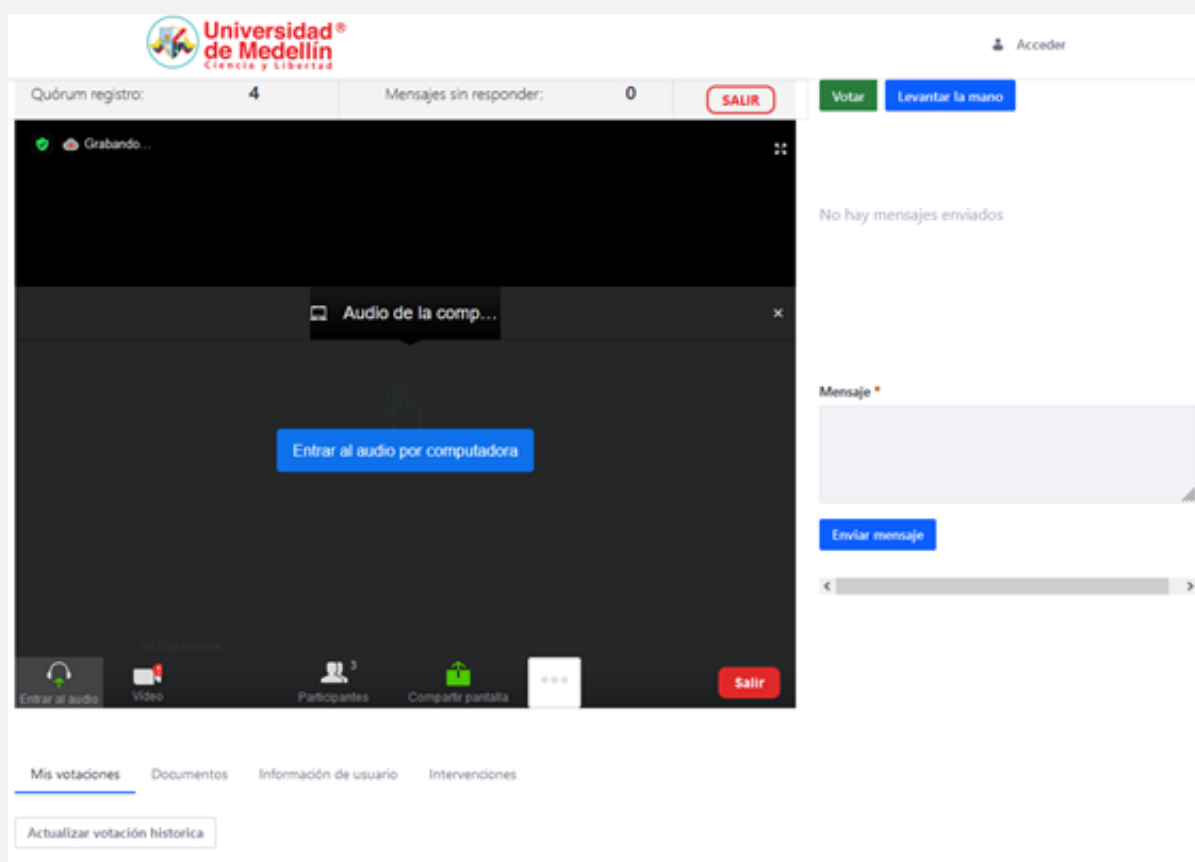 Universidad®
de Medellín
Ciencia y Libertad
Acceder
Quórum registro: 4 Mensajes sin responder: 0 SALIR
Votar Levantar la mano
Grabando...
No hay mensajes enviados
Audio de la comp... ×
Mensaje *
Entrar al audio por computadora
Enviar mensaje
Entrar al audio Vídeo Participantes 3 Compartir pantalla Salir
Mis votaciones Documentos Información de usuario Intervenciones
Actualizar votación historica